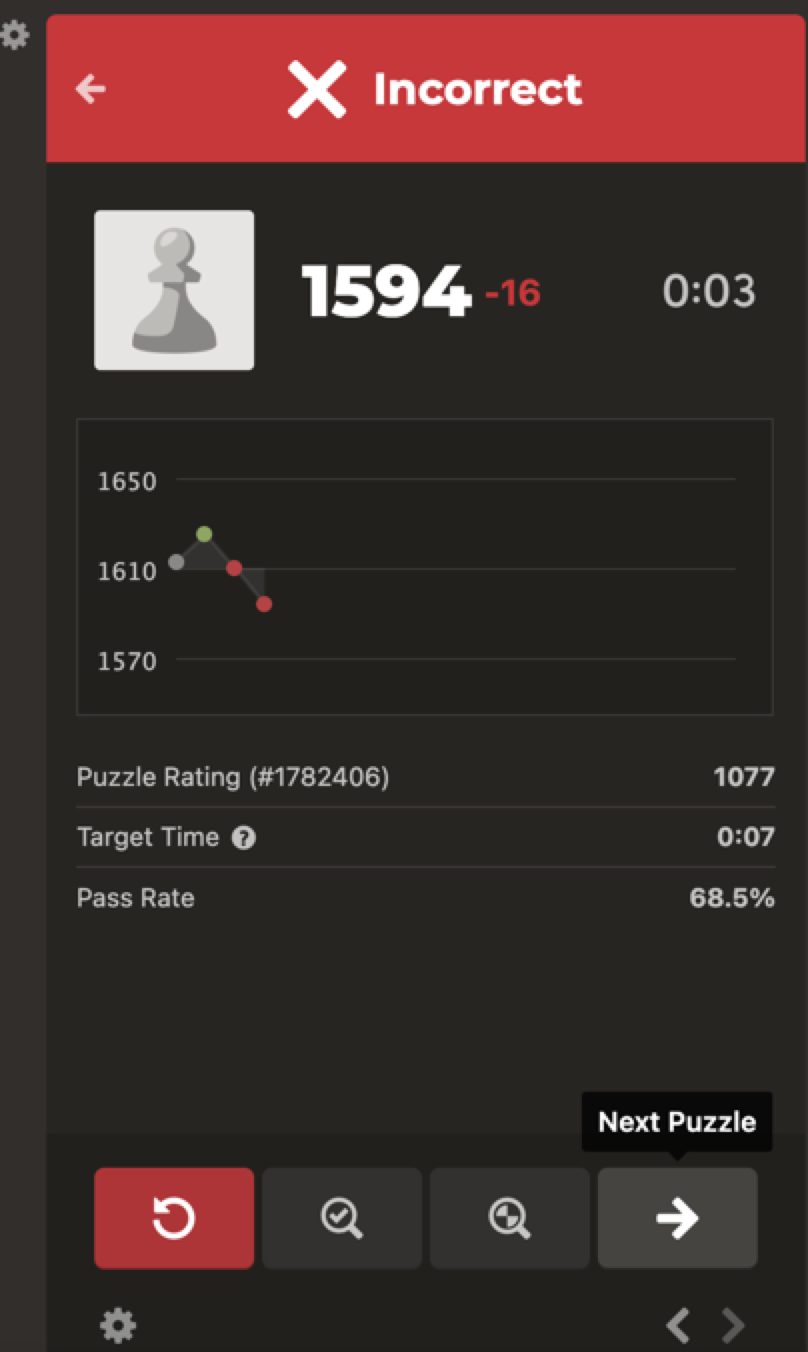 Incorrect
1594 -16 0:03
1650
1610
1570
Puzzle Rating (#1782406) 1077
Target Time ? 0:07
Pass Rate 68.5%
Next Puzzle